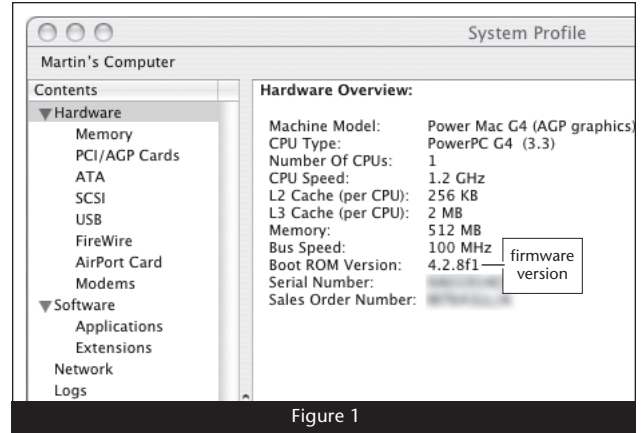 System Profile
Martin's Computer
Contents
Hardware
Memory
PCI/AGP Cards
ATA
SCSI
USB
FireWire
AirPort Card
Modems
Software
Applications
Extensions
Network
Logs
Hardware Overview:
Machine Model: Power Mac G4 (AGP graphics)
CPU Type: PowerPC G4 (3.3)
Number Of CPUs: 1
CPU Speed: 1.2 GHz
L2 Cache (per CPU): 256 KB
L3 Cache (per CPU): 2 MB
Memory: 512 MB
Bus Speed: 100 MHz
Boot ROM Version: 4.2.8f1
Serial Number:
Sales Order Number:
firmware
version
Figure 1